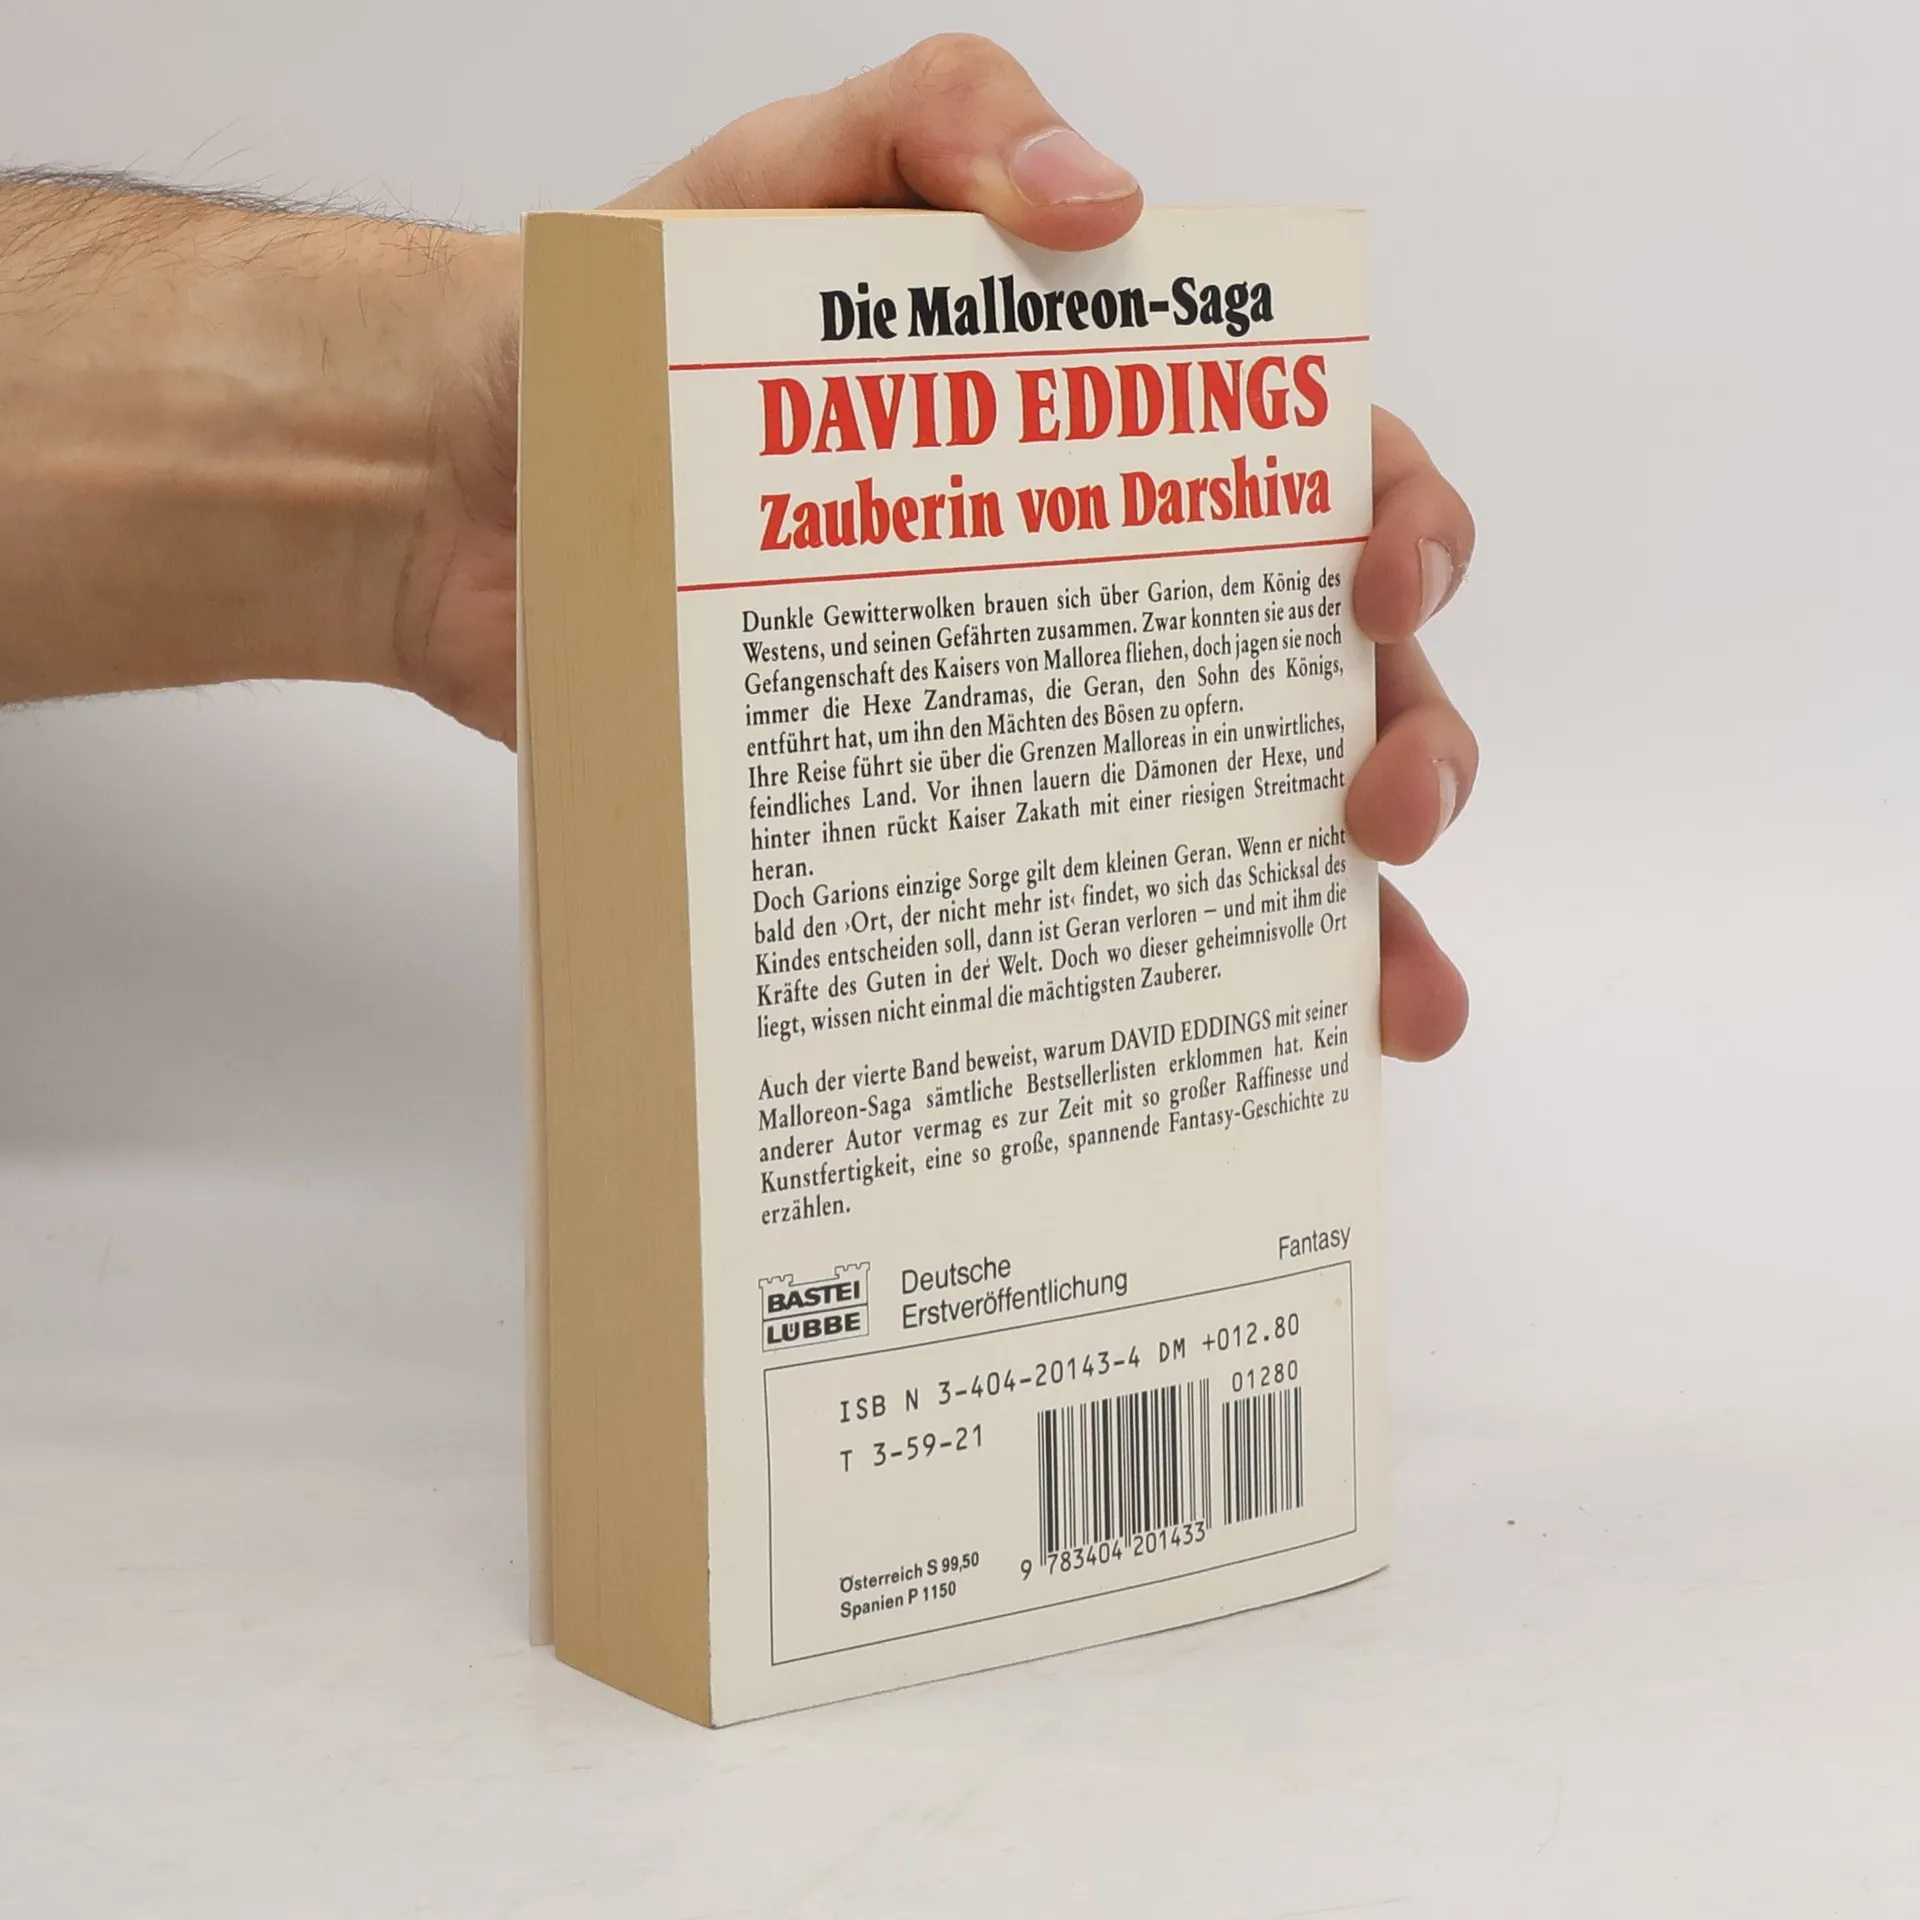 Die Malloreon-Saga
DAVID EDDINGS
Zauberin von Darshiva
Dunkle Gewitterwolken brauen sich über Garion, dem König des
Westens, und seinen Gefährten zusammen. Zwar konnten sie aus der
Gefangenschaft des Kaisers von Mallorea fliehen, doch jagen sie noch
immer die Hexe Zandramas, die Geran, den Sohn des Königs,
entführt hat, um ihn den Mächten des Bösen zu opfern.
Ihre Reise führt sie über die Grenzen Malloreas in ein unwirtliches,
feindliches Land. Vor ihnen lauern die Dämonen der Hexe, und
hinter ihnen rückt Kaiser Zakath mit einer riesigen Streitmacht
heran.
Doch Garions einzige Sorge gilt dem kleinen Geran. Wenn er nicht
bald den ›Ort, der nicht mehr ist‹ findet, wo sich das Schicksal des
Kindes entscheiden soll, dann ist Geran verloren – und mit ihm die
Kräfte des Guten in der Welt. Doch wo dieser geheimnisvolle Ort
liegt, wissen nicht einmal die mächtigsten Zauberer.
Auch der vierte Band beweist, warum DAVID EDDINGS mit seiner
Malloreon-Saga sämtliche Bestsellerlisten erklommen hat. Kein
anderer Autor vermag es zur Zeit mit so großer Raffinesse und
Kunstfertigkeit, eine so große, spannende Fantasy-Geschichte zu
erzählen.
BASTEI
LÜBBE
Deutsche
Erstveröffentlichung
Fantasy
ISB N 3-404-20143-4 DM +012.80
T 3-59-21
01280
9 783404 201433
Österreich S 99,50
Spanien P 1150